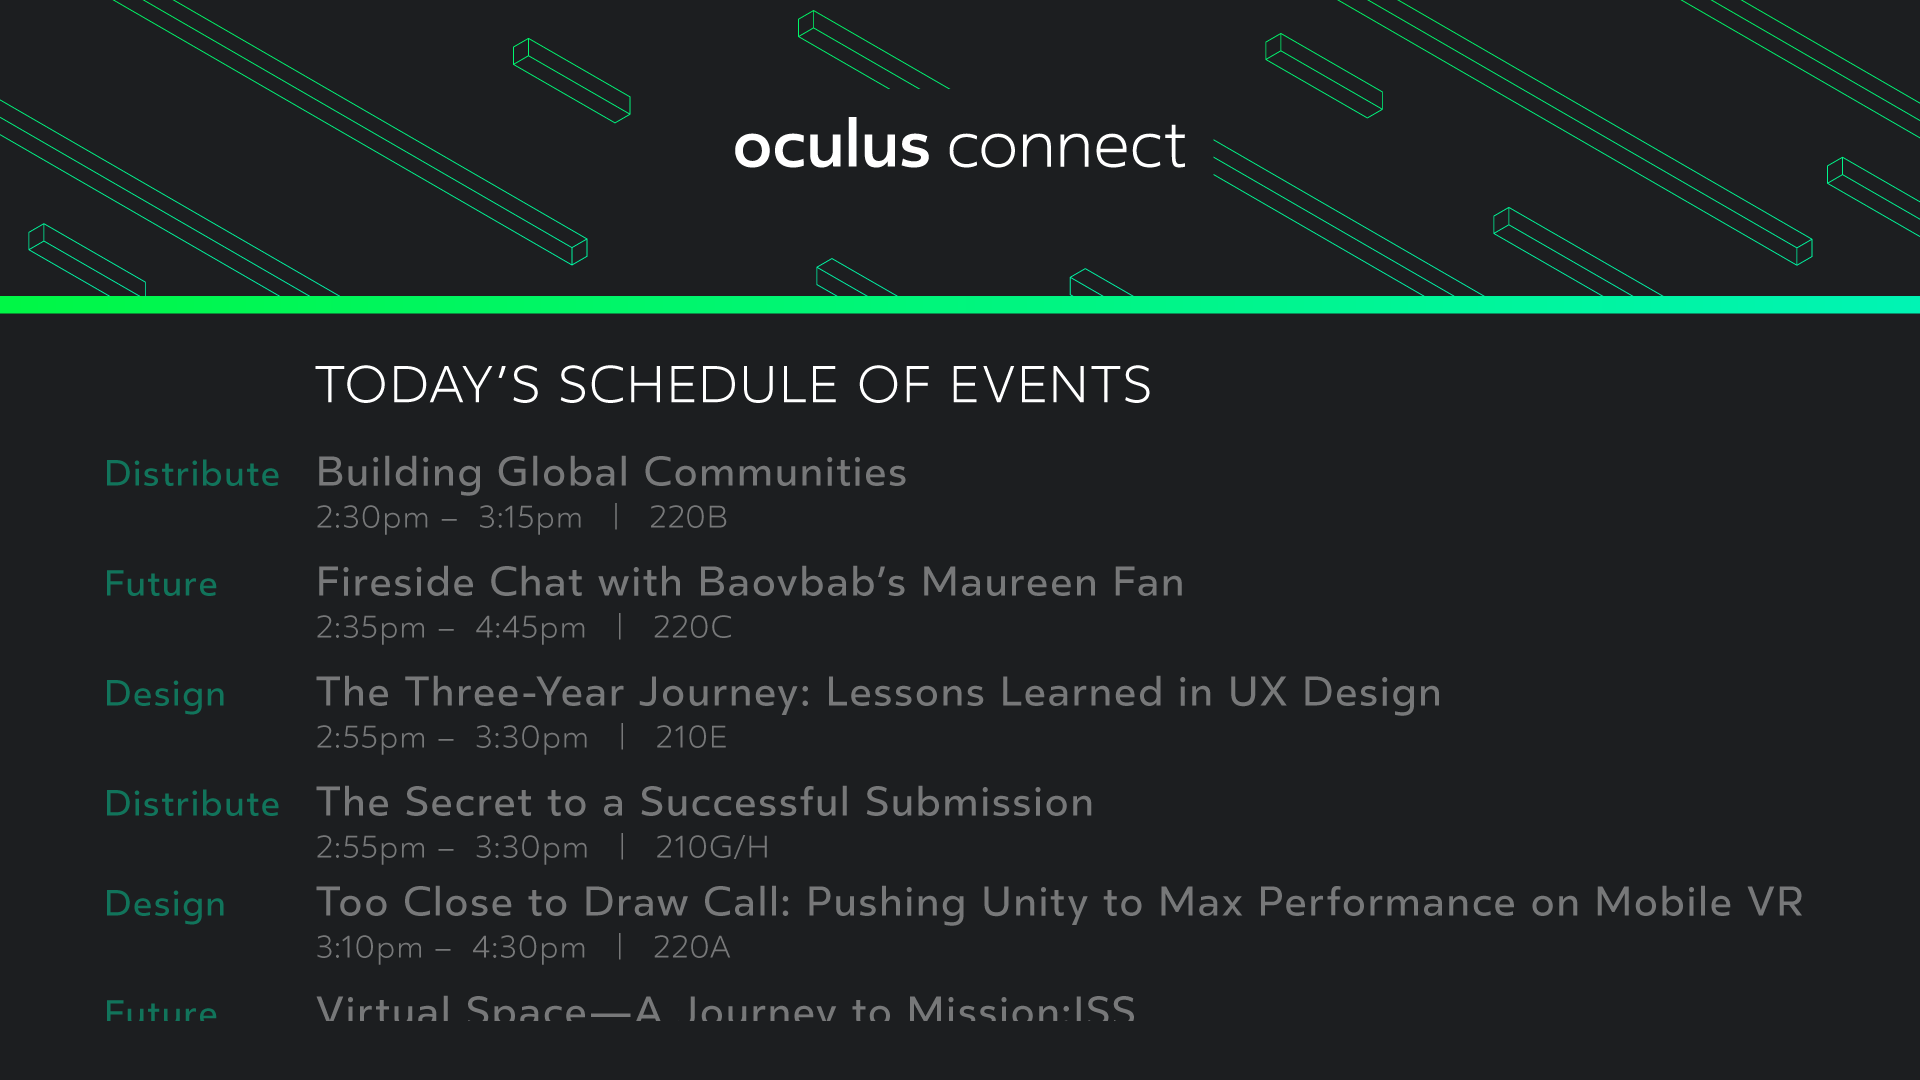 oculus connect
TODAY'S SCHEDULE OF EVENTS
Distribute Building Global Communities
2:30pm – 3:15pm | 220B
Future Fireside Chat with Baovbab's Maureen Fan
2:35pm – 4:45pm | 220C
Design The Three-Year Journey: Lessons Learned in UX Design
2:55pm – 3:30pm | 210E
Distribute The Secret to a Successful Submission
2:55pm – 3:30pm | 210G/H
Design Too Close to Draw Call: Pushing Unity to Max Performance on Mobile VR
3:10pm – 4:30pm | 220A
Future Virtual Space—A Journey to Mission:ISS